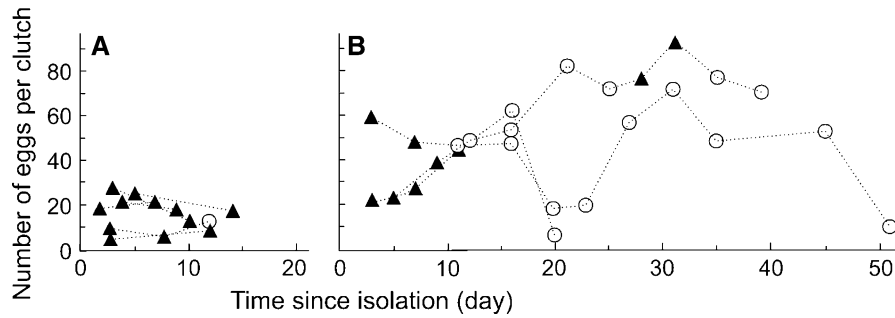 Number of eggs per clutch
A
B
80
60
40
20
0
0 10 20
0 10 20 30 40 50
Time since isolation (day)